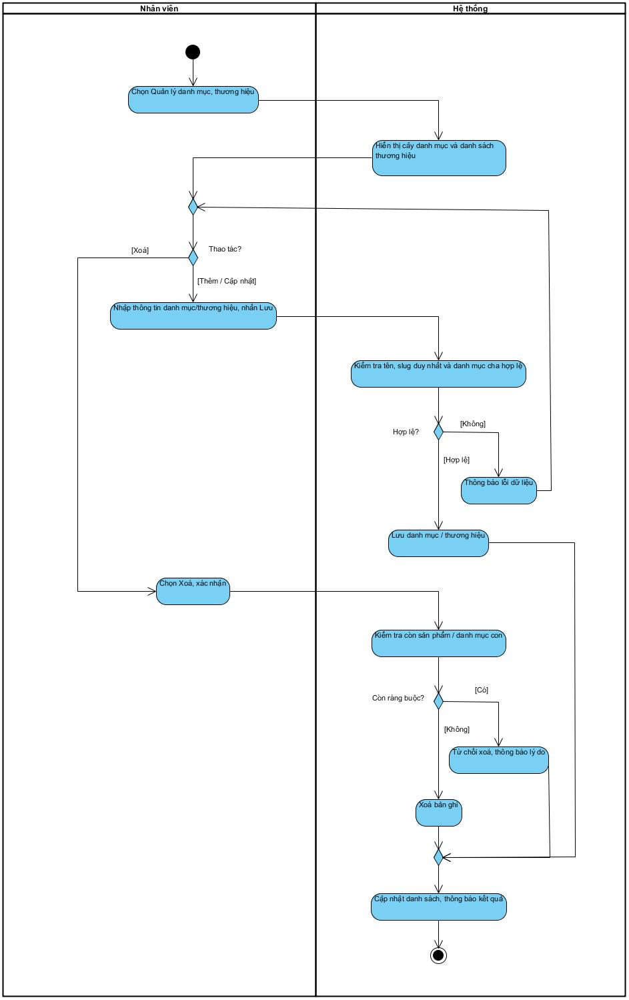 Nhân viên
Hệ thống
Chọn Quản lý danh mục, thương hiệu
Hiển thị cây danh mục và danh sách
thương hiệu
Thao tác?
[Xoá]
[Thêm / Cập nhật]
Nhập thông tin danh mục/thương hiệu, nhấn Lưu
Kiểm tra tên, slug duy nhất và danh mục cha hợp lệ
Hợp lệ?
[Không]
[Hợp lệ]
Thông báo lỗi dữ liệu
Lưu danh mục / thương hiệu
Chọn Xoá, xác nhận
Kiểm tra còn sản phẩm / danh mục con
Còn ràng buộc?
[Có]
[Không]
Từ chối xoá, thông báo lý do
Xoá bản ghi
Cập nhật danh sách, thông báo kết quả